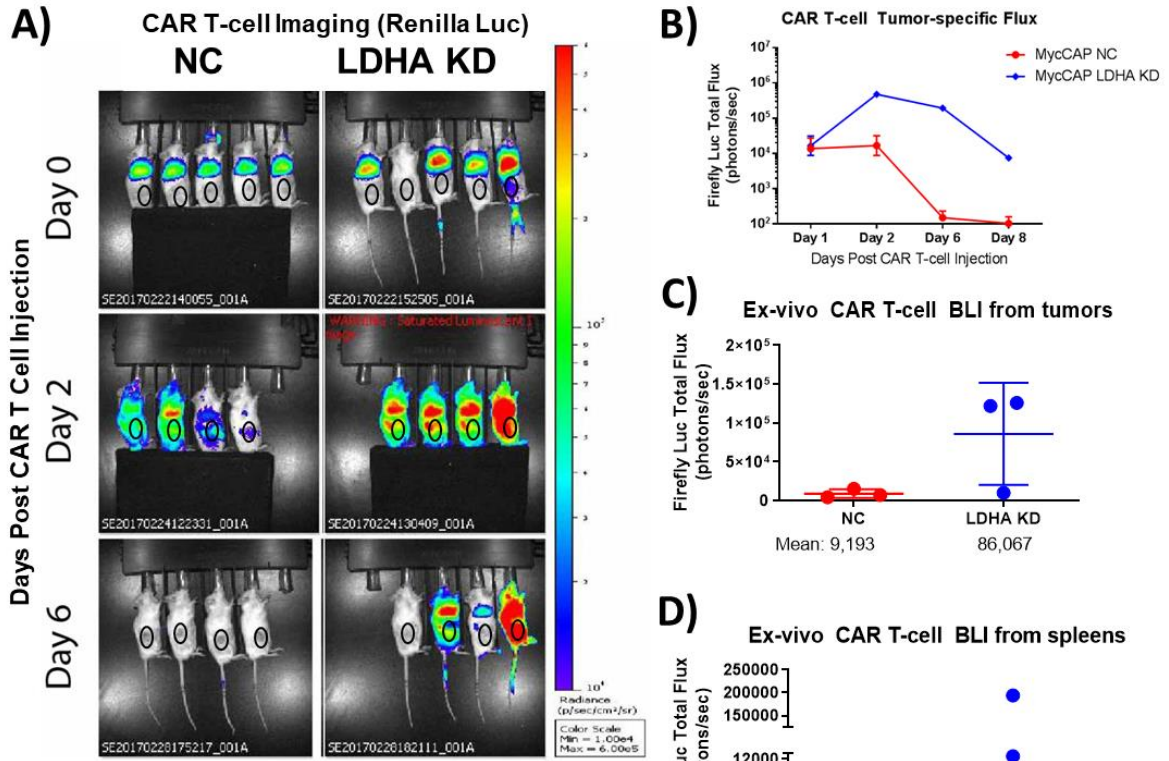 A)
CAR T-cell Imaging (Renilla Luc)
NC
LDHA KD
Days Post CAR T Cell Injection
Day 0
SE20170222140055_001A
SE20170222152505_001A
Day 2
WARNING: Saturated Luminescent I
mage
SE20170224122331_001A
SE20170224130409_001A
Day 6
SE20170228175217_001A
SE20170228182111_001A
Radiance
(p/sec/cm²/sr)
Color Scale
Min = 1.00e4
Max = 6.00e5
B)
CAR T-cell Tumor-specific Flux
Firefly Luc Total Flux
(photons/sec)
10⁷
10⁶
10⁵
10⁴
10³
10²
Day 1
Day 2
Day 6
Day 8
Days Post CAR T-cell Injection
MycCAP NC
MycCAP LDHA KD
C)
Ex-vivo CAR T-cell BLI from tumors
Firefly Luc Total Flux
(photons/sec)
2×10⁵
1.5×10⁵
1×10⁵
5×10⁴
0
NC
LDHA KD
Mean: 9,193
86,067
D)
Ex-vivo CAR T-cell BLI from spleens
Total Flux
250000
200000
150000
12000